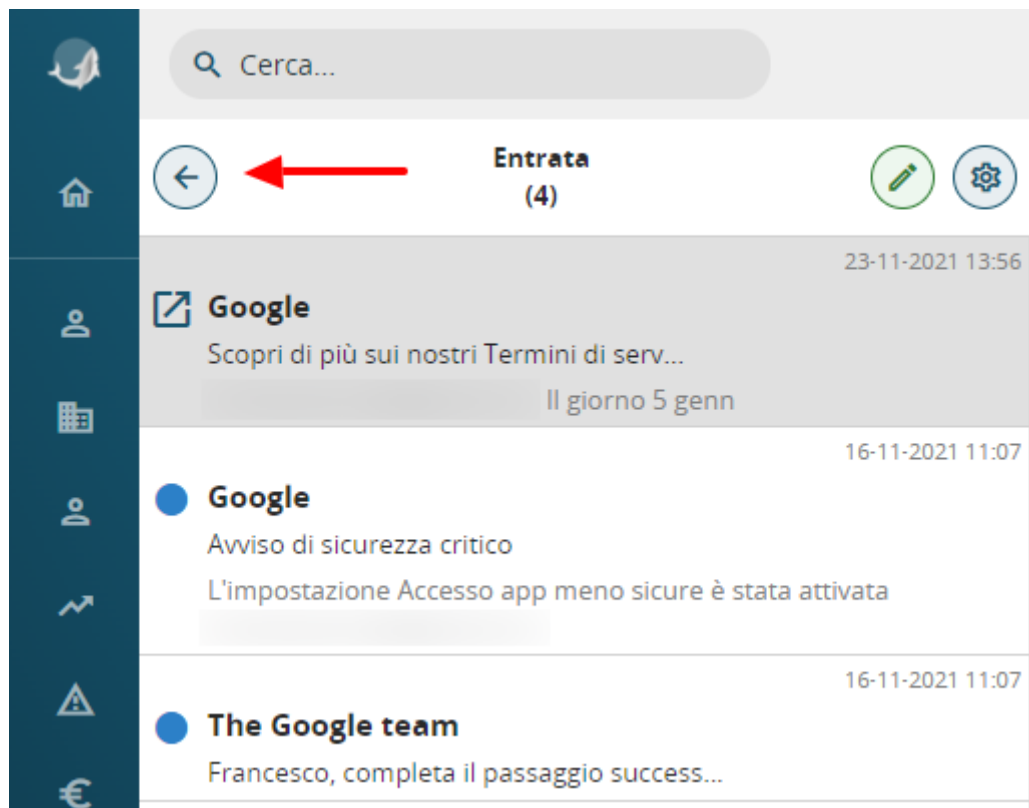 Cerca...
Entrata
(4)
23-11-2021 13:56
Google
Scopri di più sui nostri Termini di serv...
Il giorno 5 genn
16-11-2021 11:07
Google
Avviso di sicurezza critico
L'impostazione Accesso app meno sicure è stata attivata
16-11-2021 11:07
The Google team
Francesco, completa il passaggio success...